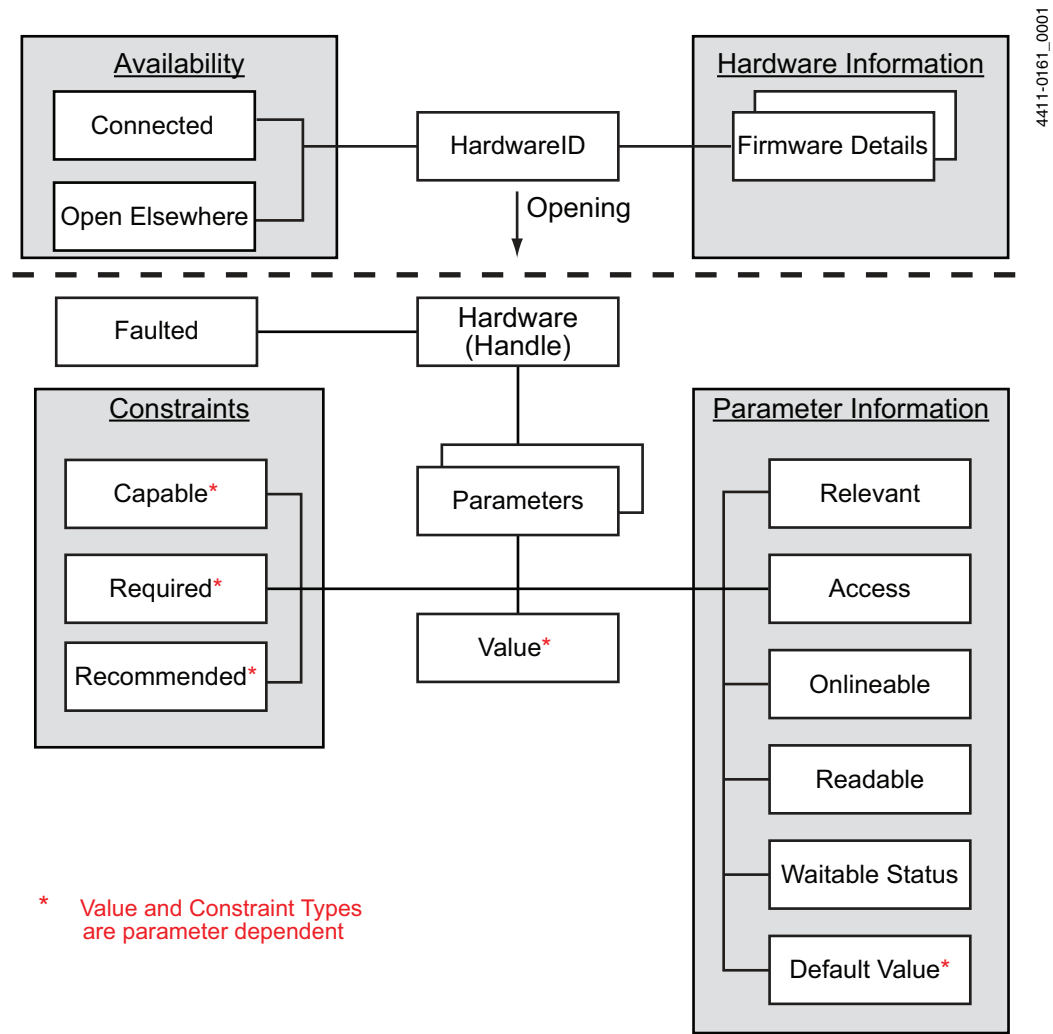 4411-0161_0001
Availability
Connected
Open Elsewhere
HardwareID
Opening
Hardware Information
Firmware Details
Faulted
Hardware
(Handle)
Constraints
Capable*
Required*
Recommended*
Parameters
Value*
Parameter Information
Relevant
Access
Onlineable
Readable
Waitable Status
Default Value*
* Value and Constraint Types
are parameter dependent